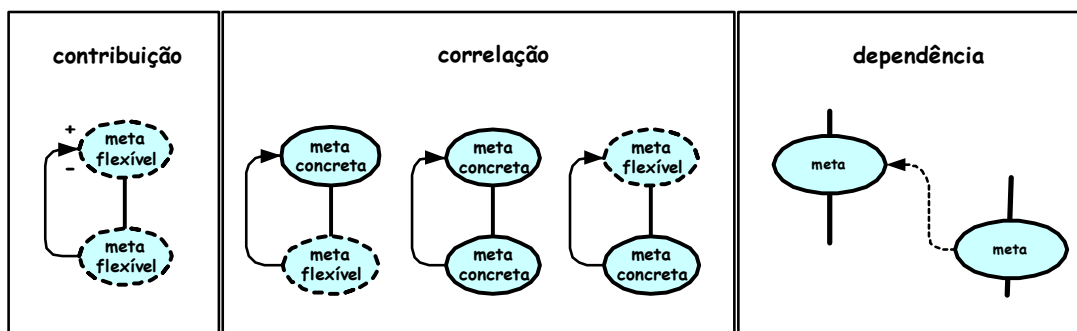 contribuição
+
meta
flexível
-
meta
flexível
correlação
meta
concreta
meta
flexível
meta
concreta
meta
concreta
meta
flexível
meta
concreta
dependência
meta
meta